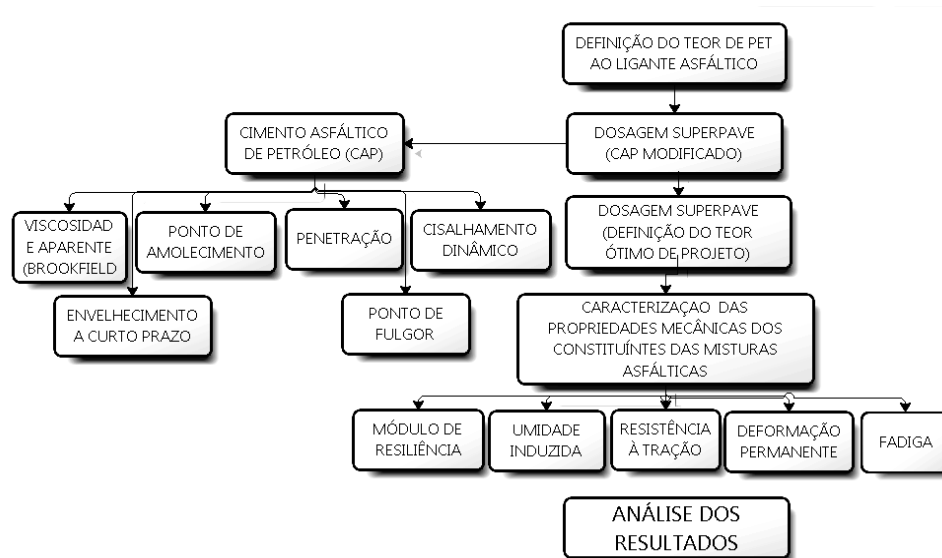 DEFINIÇÃO DO TEOR DE PET
AO LIGANTE ASFÁLTICO
CIMENTO ASFÁLTICO
DE PETRÓLEO (CAP)
DOSAGEM SUPERPAVE
(CAP MODIFICADO)
VISCOSIDAD
E APARENTE
(BROOKFIELD
PONTO DE
AMOLECIMENTO
PENETRAÇÃO
CISALHAMENTO
DINÂMICO
DOSAGEM SUPERPAVE
(DEFINIÇÃO DO TEOR
ÓTIMO DE PROJETO)
ENVELHECIMENTO
A CURTO PRAZO
PONTO DE
FULGOR
CARACTERIZAÇAO DAS
PROPRIEDADES MECÂNICAS DOS
CONSTITUÍNTES DAS MISTURAS
ASFÁLTICAS
MÓDULO DE
RESILIÊNCIA
UMIDADE
INDUZIDA
RESISTÊNCIA
À TRAÇÃO
DEFORMAÇÃO
PERMANENTE
FADIGA
ANÁLISE DOS
RESULTADOS